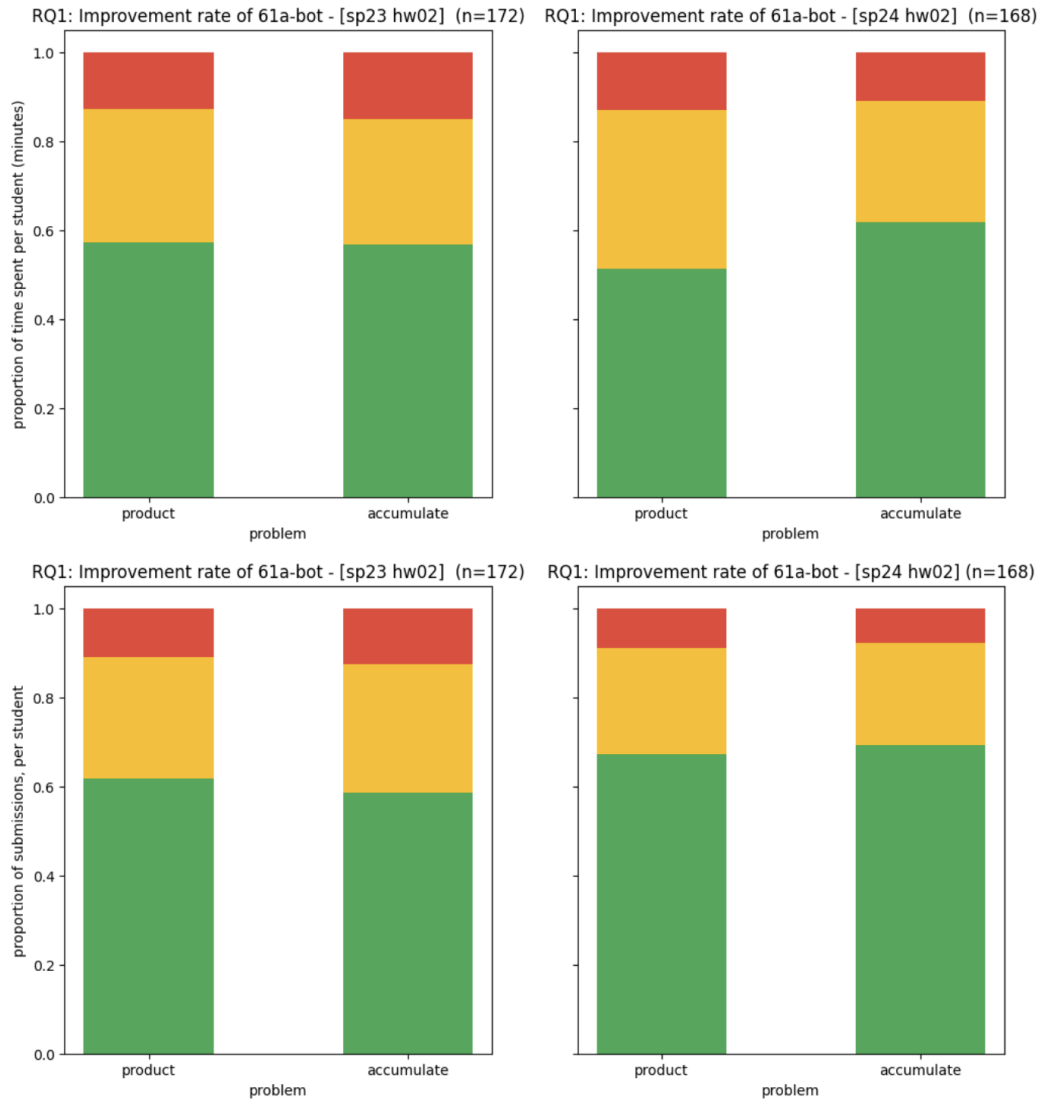 RQ1: Improvement rate of 61a-bot - [sp23 hw02]  (n=172)
RQ1: Improvement rate of 61a-bot - [sp24 hw02]  (n=168)
proportion of time spent per student (minutes)
1.0
0.8
0.6
0.4
0.2
0.0
product
accumulate
problem
product
accumulate
problem
RQ1: Improvement rate of 61a-bot - [sp23 hw02]  (n=172)
RQ1: Improvement rate of 61a-bot - [sp24 hw02] (n=168)
proportion of submissions, per student
1.0
0.8
0.6
0.4
0.2
0.0
product
accumulate
problem
product
accumulate
problem